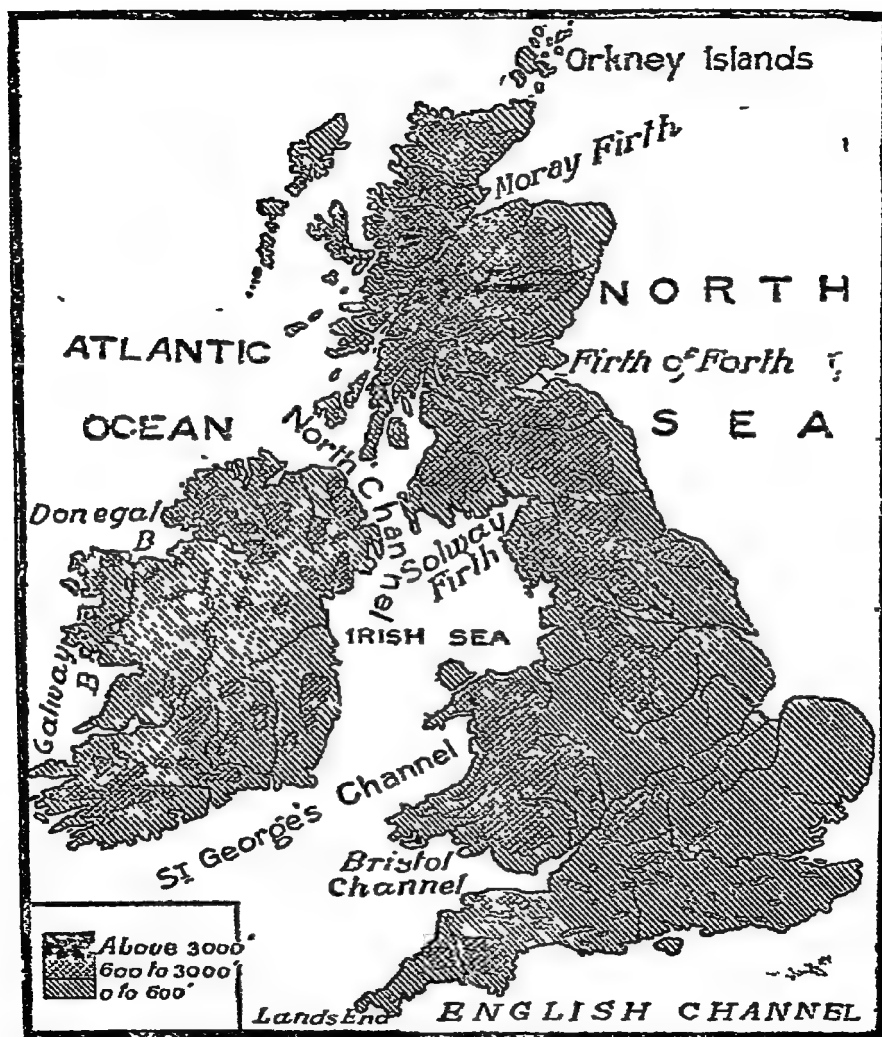 Orkney Islands
Moray Firth
NORTH
SEA
ATLANTIC
OCEAN
Firth of Forth
North Channel
Donegal
B
Solway
Firth
IRISH SEA
Galway
B
St George's Channel
Bristol
Channel
Above 3000'
600 to 3000'
0 to 600'
Lands End
ENGLISH CHANNEL